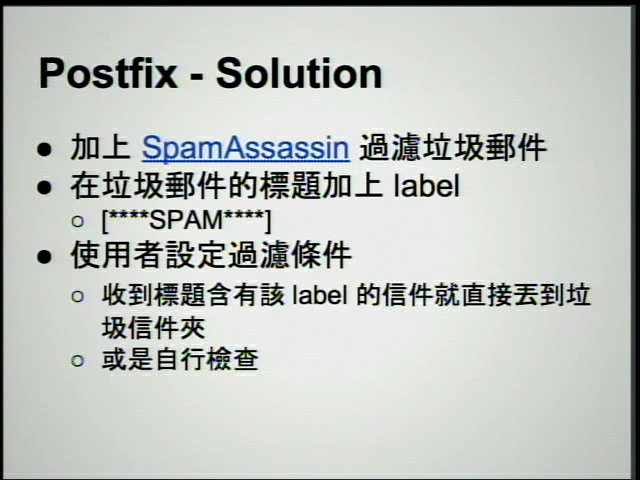 Postfix - Solution
● 加上 SpamAssassin 過濾垃圾郵件
● 在垃圾郵件的標題加上 label
○ [****SPAM****]
● 使用者設定過濾條件
○ 收到標題含有該 label 的信件就直接丟到垃
圾信件夾
○ 或是自行檢查